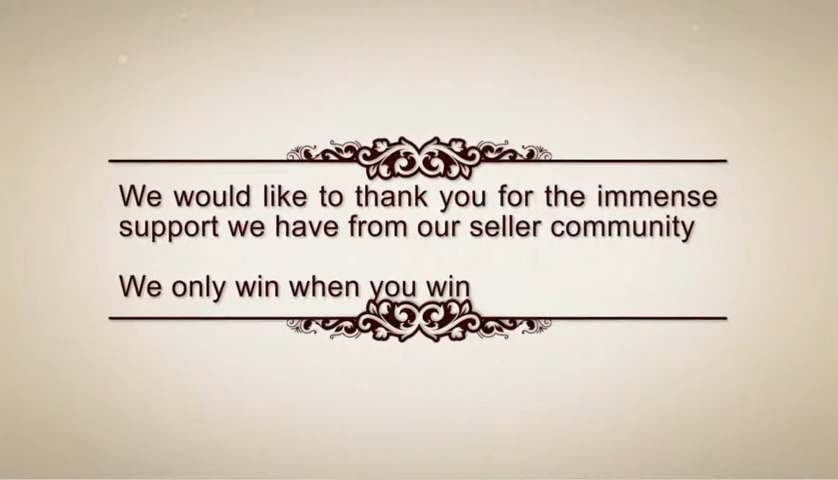 We would like to thank you for the immense
support we have from our seller community
We only win when you win